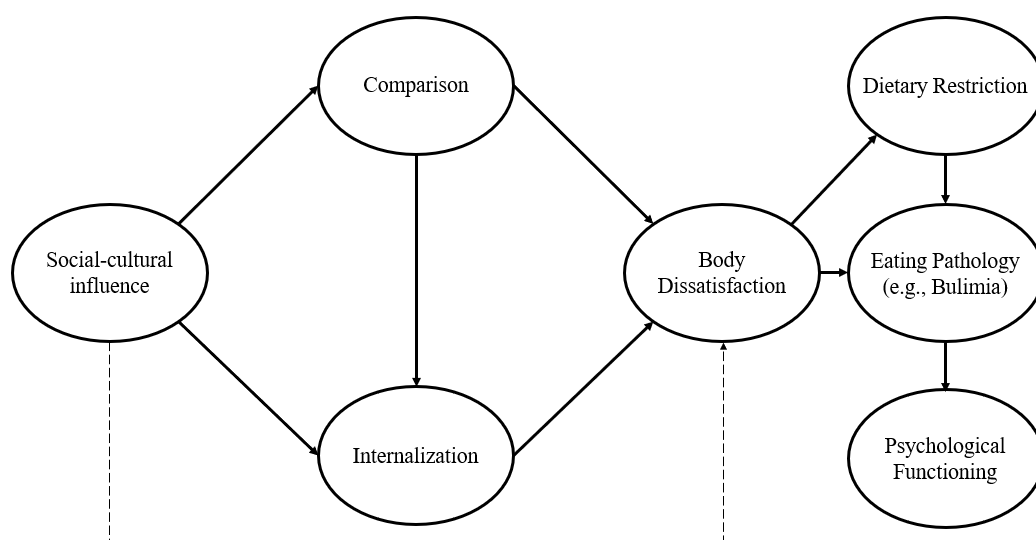 Comparison
Dietary Restriction
Social-cultural
influence
Body
Dissatisfaction
Eating Pathology
(e.g., Bulimia)
Internalization
Psychological
Functioning